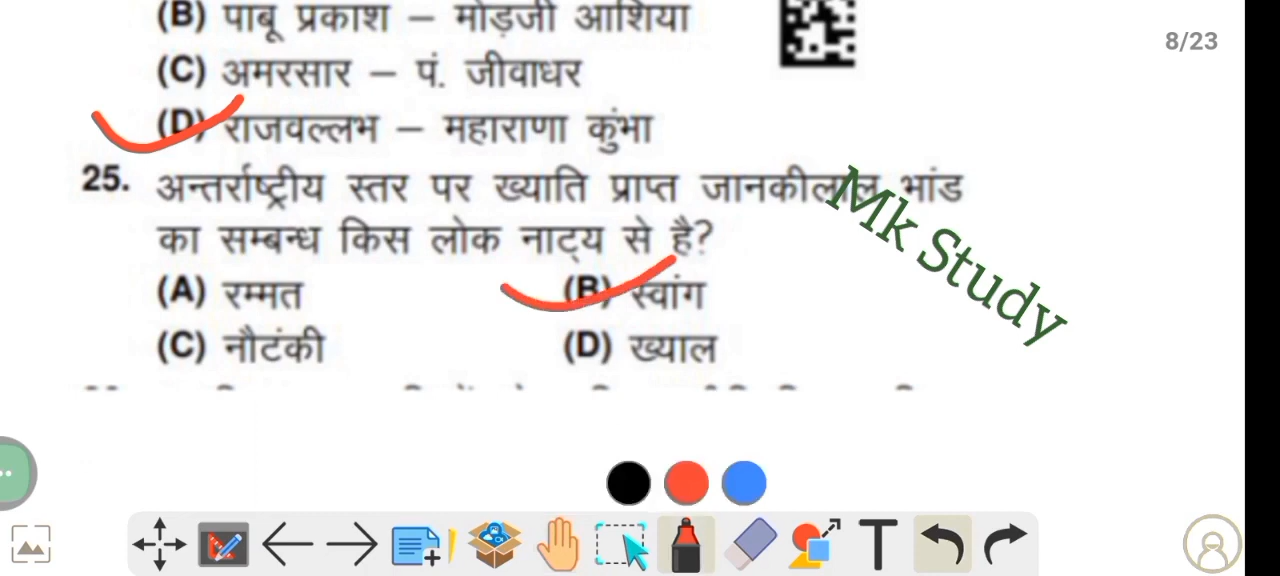 (B) पाबू प्रकाश – मोड़जी आशिया
8/23
(C) अमरसार – पं. जीवाधर
(D) राजवल्लभ – महाराणा कुंभा
25. अन्तर्राष्ट्रीय स्तर पर ख्याति प्राप्त जानकीलाल भांड
का सम्बन्ध किस लोक नाट्य से है?
(A) रम्मत (B) स्वांग
(C) नौटंकी (D) ख्याल
Mk Study
T